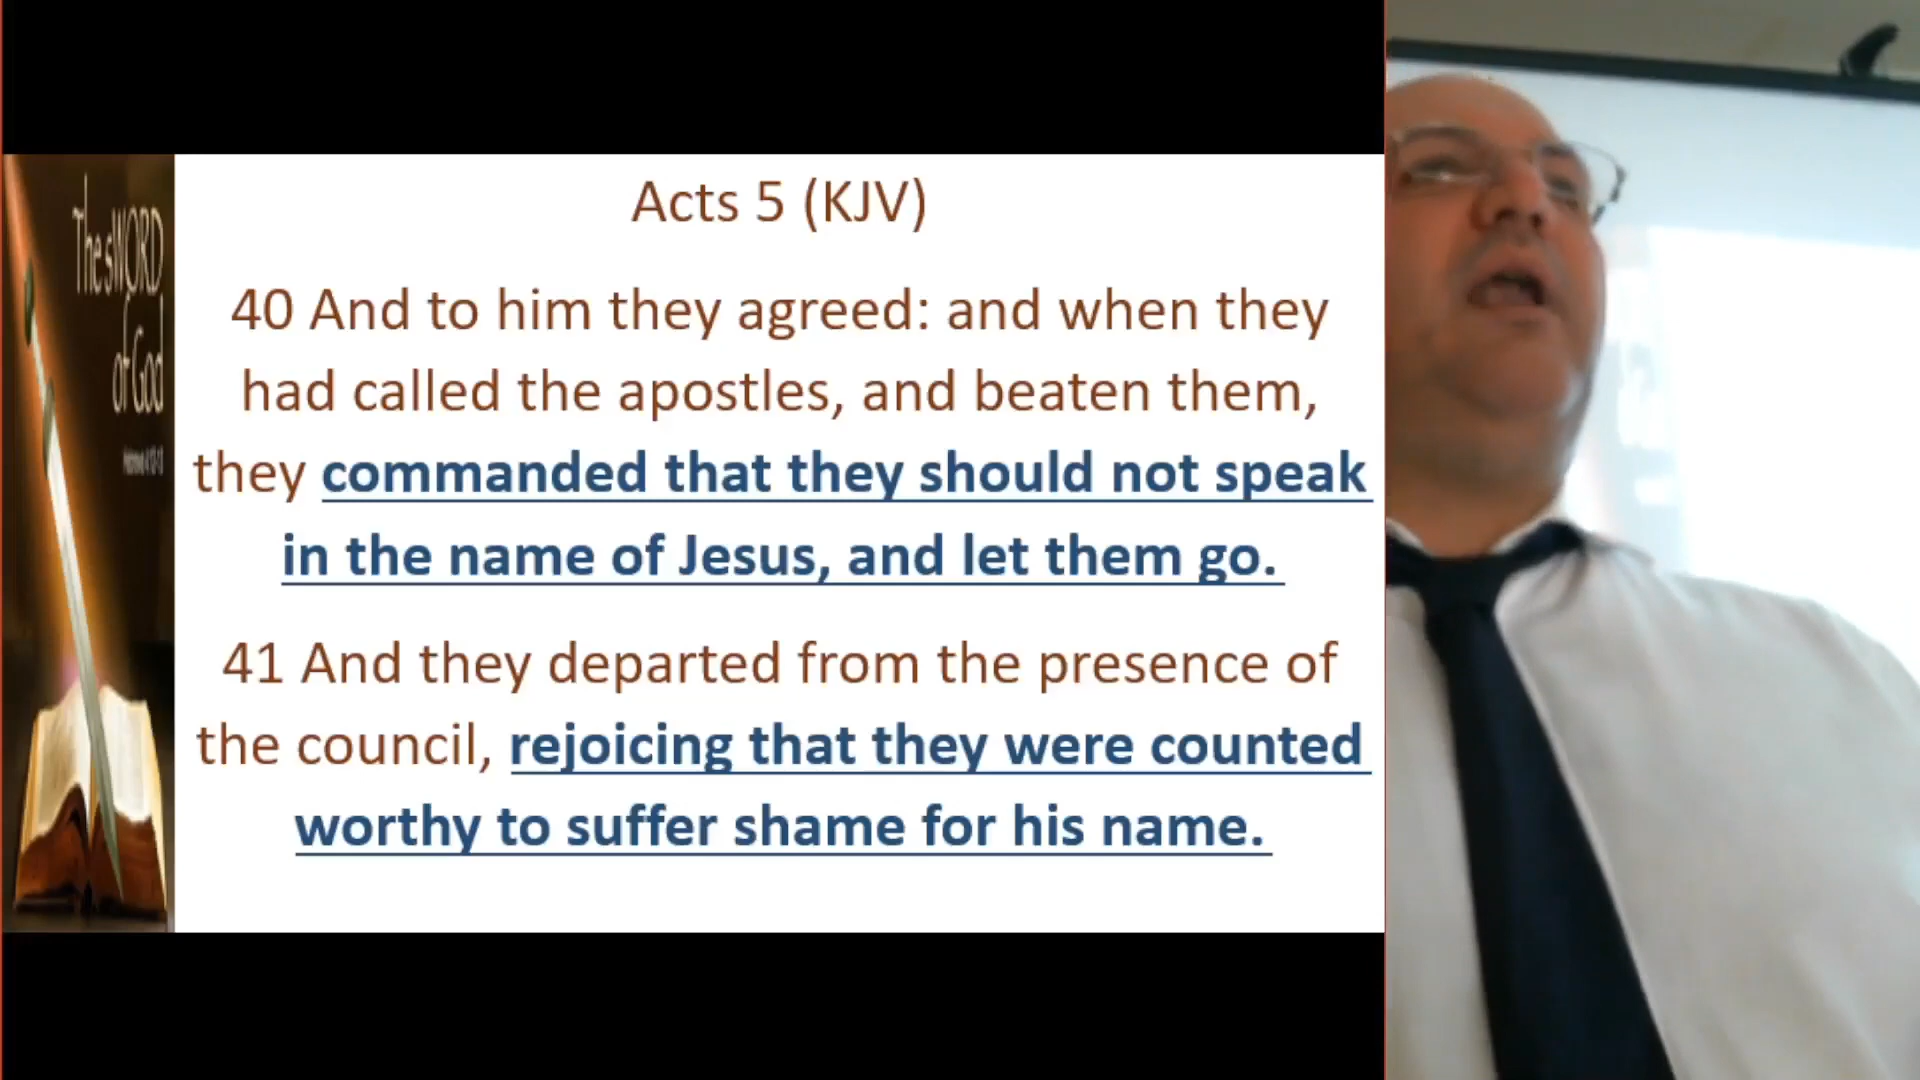 The sWORD
of God
Acts 5 (KJV)
40 And to him they agreed: and when they
had called the apostles, and beaten them,
they commanded that they should not speak
in the name of Jesus, and let them go.
41 And they departed from the presence of
the council, rejoicing that they were counted
worthy to suffer shame for his name.